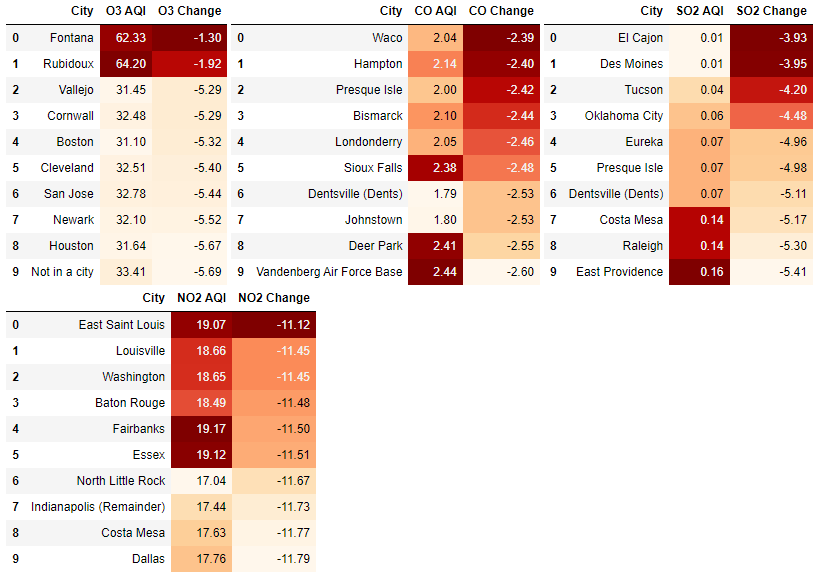 City O3 AQI O3 Change
0 Fontana 62.33 -1.30
1 Rubidoux 64.20 -1.92
2 Vallejo 31.45 -5.29
3 Cornwall 32.48 -5.29
4 Boston 31.10 -5.32
5 Cleveland 32.51 -5.40
6 San Jose 32.78 -5.44
7 Newark 32.10 -5.52
8 Houston 31.64 -5.67
9 Not in a city 33.41 -5.69
City CO AQI CO Change
0 Waco 2.04 -2.39
1 Hampton 2.14 -2.40
2 Presque Isle 2.00 -2.42
3 Bismarck 2.10 -2.44
4 Londonderry 2.05 -2.46
5 Sioux Falls 2.38 -2.48
6 Dentsville (Dents) 1.79 -2.53
7 Johnstown 1.80 -2.53
8 Deer Park 2.41 -2.55
9 Vandenberg Air Force Base 2.44 -2.60
City SO2 AQI SO2 Change
0 El Cajon 0.01 -3.93
1 Des Moines 0.01 -3.95
2 Tucson 0.04 -4.20
3 Oklahoma City 0.06 -4.48
4 Eureka 0.07 -4.96
5 Presque Isle 0.07 -4.98
6 Dentsville (Dents) 0.07 -5.11
7 Costa Mesa 0.14 -5.17
8 Raleigh 0.14 -5.30
9 East Providence 0.16 -5.41
City NO2 AQI NO2 Change
0 East Saint Louis 19.07 -11.12
1 Louisville 18.66 -11.45
2 Washington 18.65 -11.45
3 Baton Rouge 18.49 -11.48
4 Fairbanks 19.17 -11.50
5 Essex 19.12 -11.51
6 North Little Rock 17.04 -11.67
7 Indianapolis (Remainder) 17.44 -11.73
8 Costa Mesa 17.63 -11.77
9 Dallas 17.76 -11.79